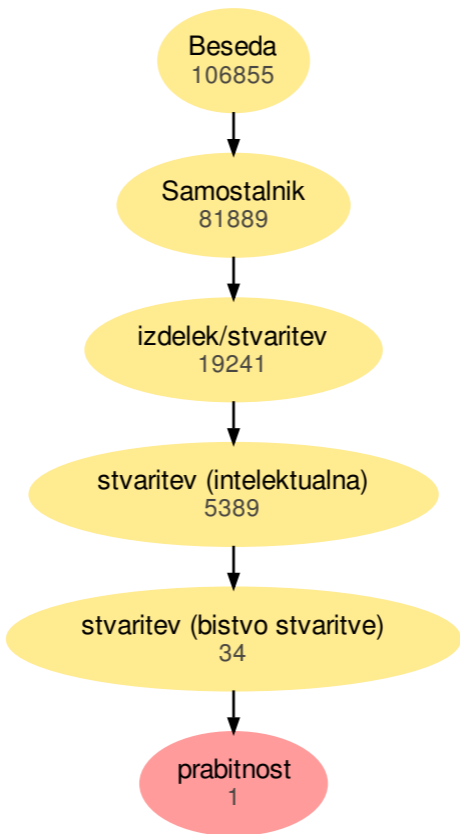 Beseda
106855
Samostalnik
81889
izdelek/stvaritev
19241
stvaritev (intelektualna)
5389
stvaritev (bistvo stvaritve)
34
prabitnost
1